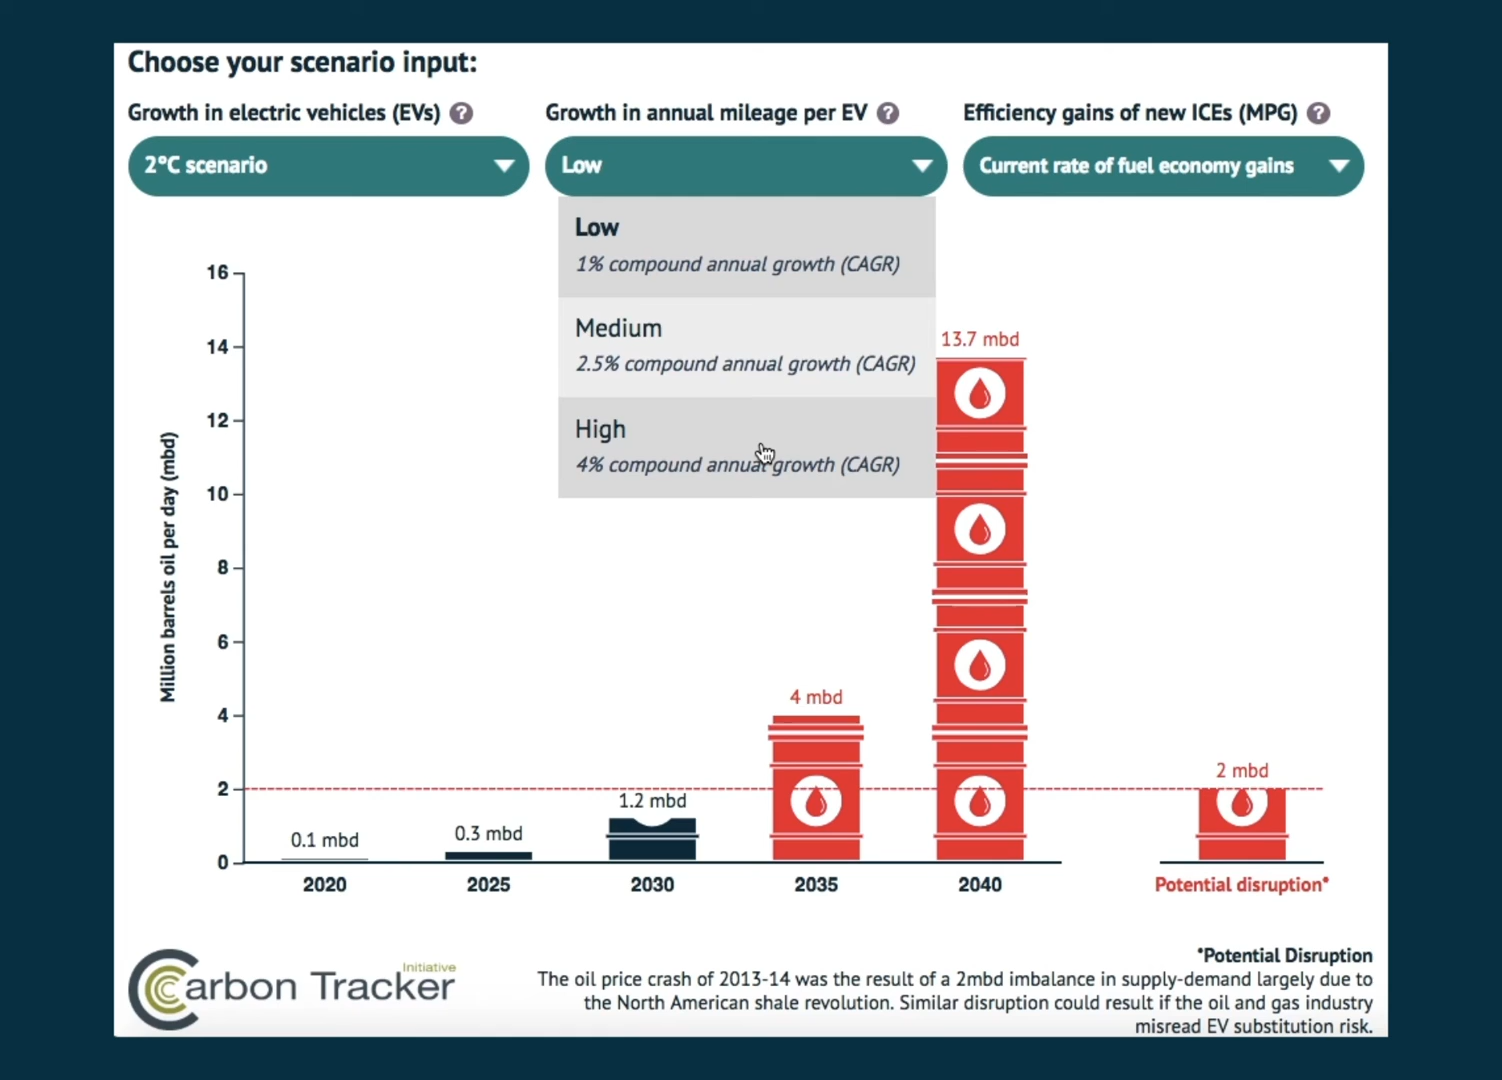 Choose your scenario input:
Growth in electric vehicles (EVs) ?
Growth in annual mileage per EV ?
Efficiency gains of new ICEs (MPG) ?
2°C scenario
Low
Current rate of fuel economy gains
Low
1% compound annual growth (CAGR)
Medium
2.5% compound annual growth (CAGR)
High
4% compound annual growth (CAGR)
Million barrels oil per day (mbd)
16
14
12
10
8
6
4
2
0
0.1 mbd
0.3 mbd
1.2 mbd
4 mbd
13.7 mbd
2 mbd
2020
2025
2030
2035
2040
Potential disruption*
Carbon Tracker
Initiative
*Potential Disruption
The oil price crash of 2013-14 was the result of a 2mbd imbalance in supply-demand largely due to
the North American shale revolution. Similar disruption could result if the oil and gas industry
misread EV substitution risk.